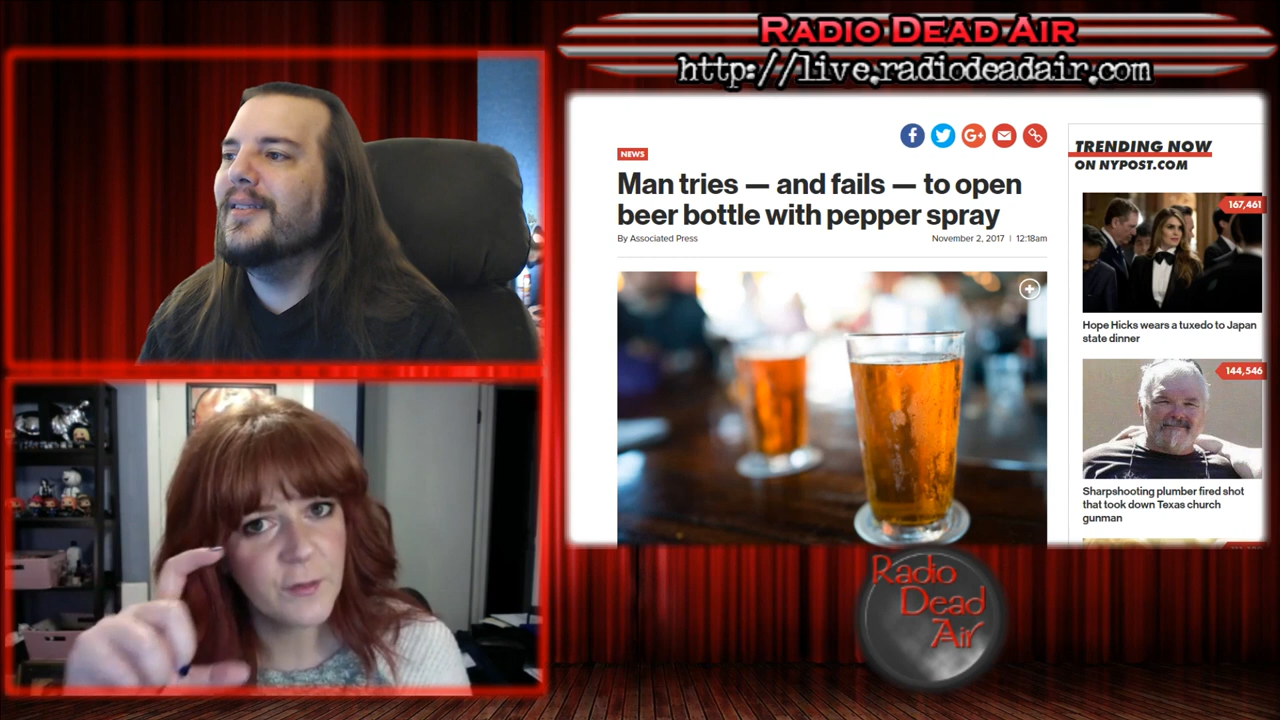 RADIO DEAD AIR
http://live.radiodeadair.com
NEWS
Man tries — and fails — to open
beer bottle with pepper spray
By Associated Press
November 2, 2017 | 12:18am
TRENDING NOW
ON NYPOST.COM
167,461
Hope Hicks wears a tuxedo to Japan
state dinner
144,546
Sharpshooting plumber fired shot
that took down Texas church
gunman
Radio
Dead
Air